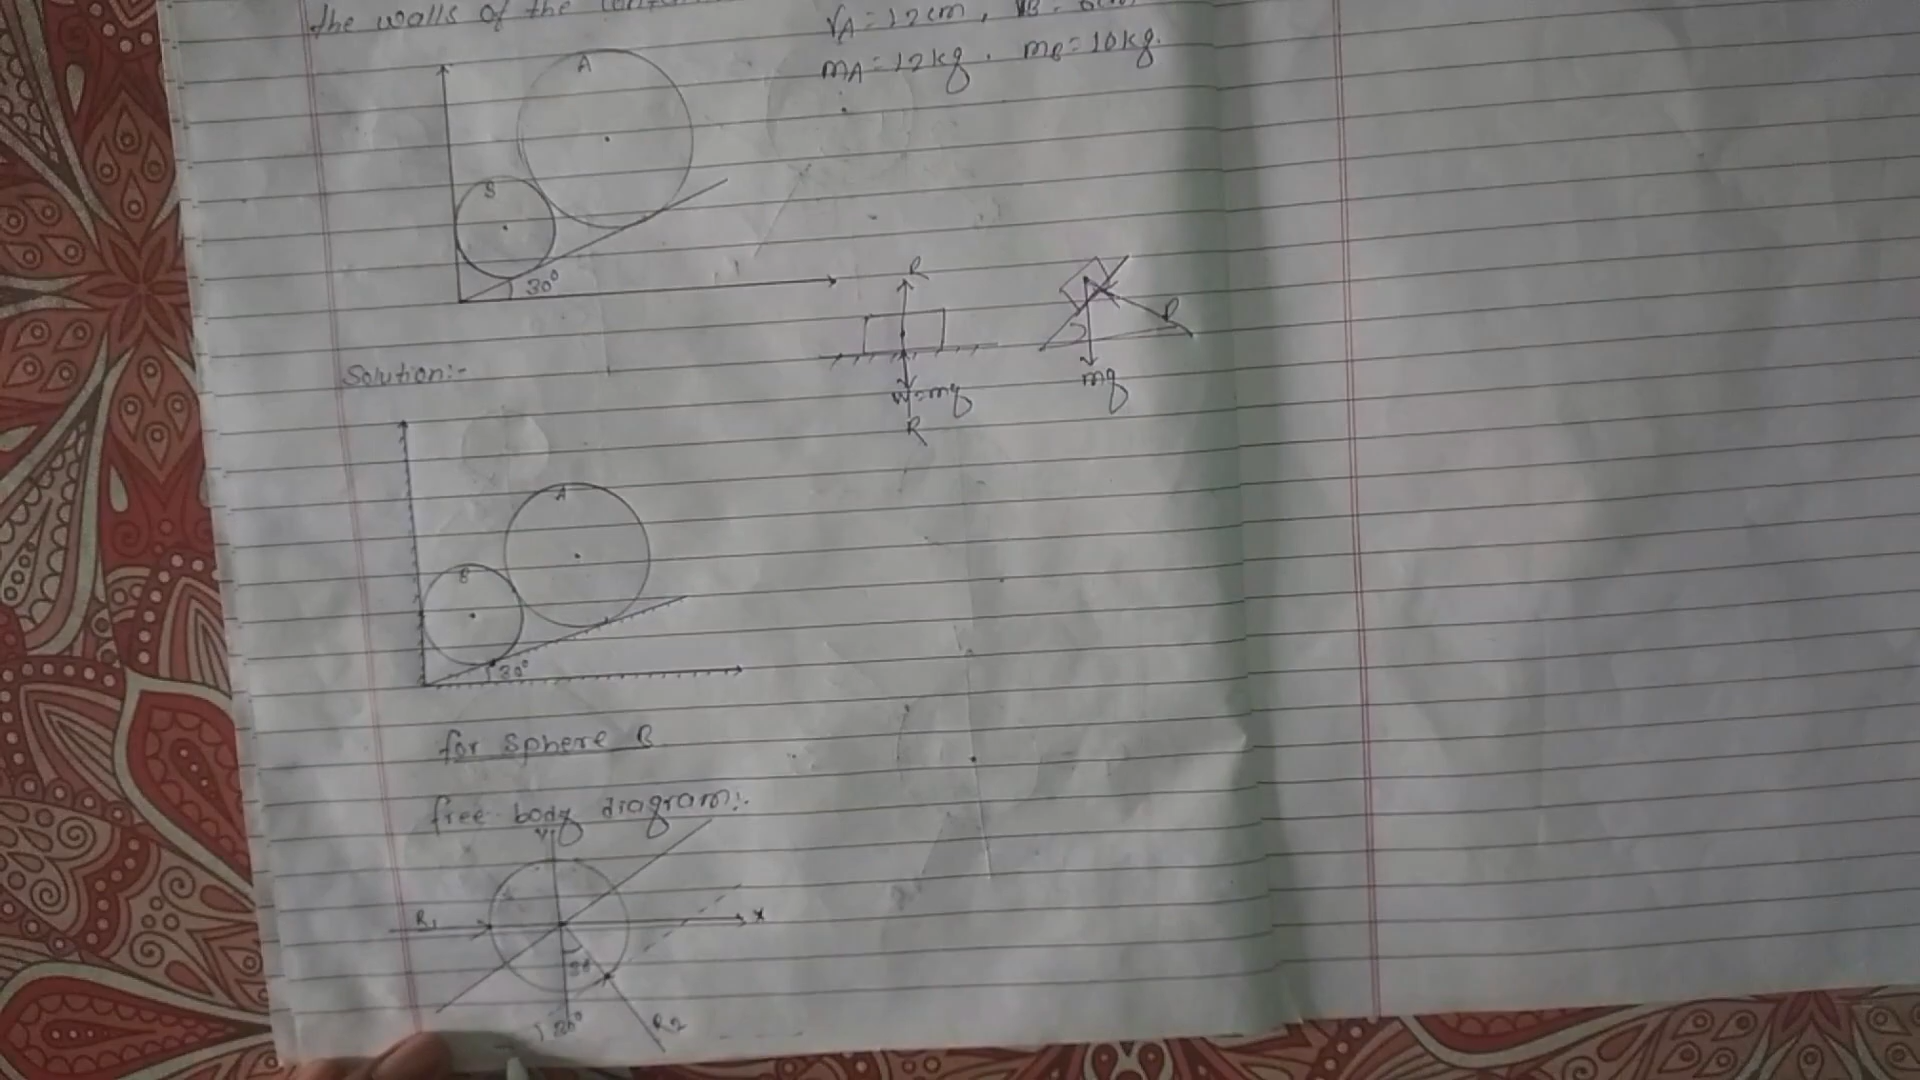 the walls of the
rA = 12cm,
mA = 12kg. mB = 10kg.
A
B
30°
R
R
mg
Solution:-
W=mg
R
A
B
30°
for sphere B
free body diagram:-
Y
R1
X
30
30°
R2